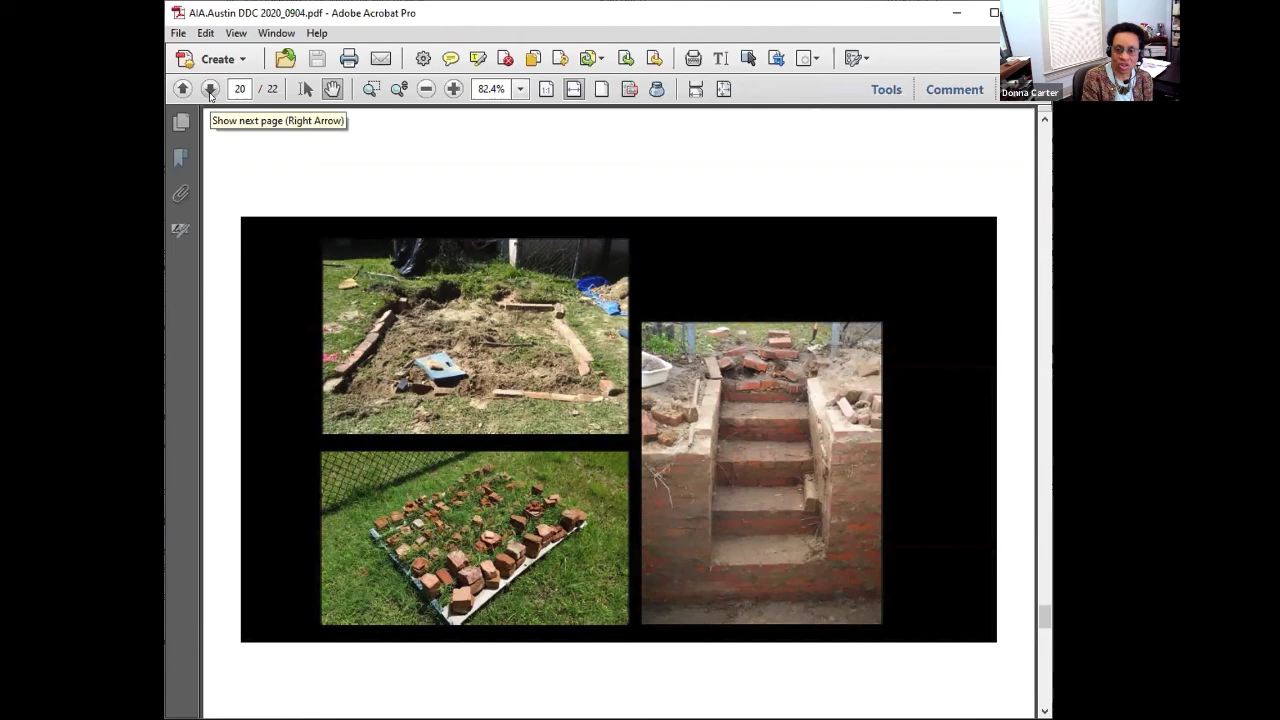 AIA.Austin DDC 2020_0904.pdf - Adobe Acrobat Pro
File Edit View Window Help
Create
20 / 22 82.4% Tools Comment
Show next page (Right Arrow)
Donna Carter